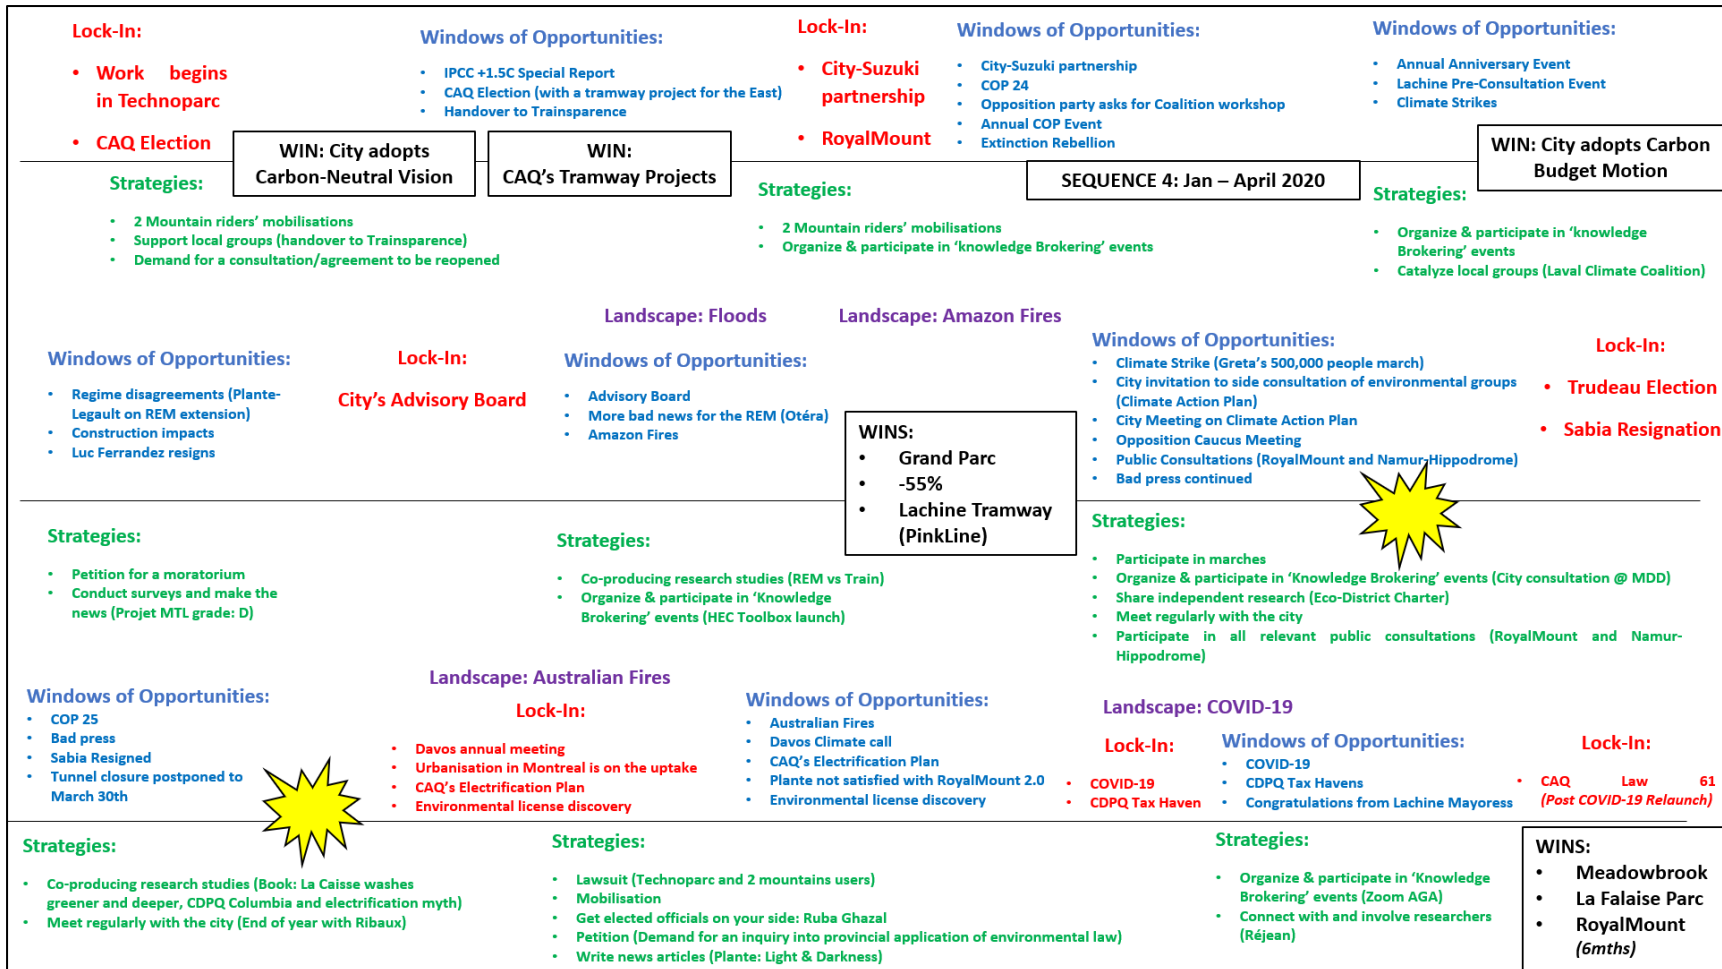 Lock-In:
• Work begins
in Technoparc
• CAQ Election
Windows of Opportunities:
• IPCC +1.5C Special Report
• CAQ Election (with a tramway project for the East)
• Handover to Trainsparence
Lock-In:
• City-Suzuki
partnership
• RoyalMount
Windows of Opportunities:
• City-Suzuki partnership
• COP 24
• Opposition party asks for Coalition workshop
• Annual COP Event
• Extinction Rebellion
Windows of Opportunities:
• Annual Anniversary Event
• Lachine Pre-Consultation Event
• Climate Strikes
WIN: City adopts
Carbon-Neutral Vision
WIN:
CAQ's Tramway Projects
SEQUENCE 4: Jan – April 2020
WIN: City adopts Carbon
Budget Motion
Strategies:
• 2 Mountain riders' mobilisations
• Support local groups (handover to Trainsparence)
• Demand for a consultation/agreement to be reopened
Strategies:
• 2 Mountain riders' mobilisations
• Organize & participate in 'knowledge Brokering' events
Strategies:
• Organize & participate in 'knowledge
Brokering' events
• Catalyze local groups (Laval Climate Coalition)
Landscape: Floods
Landscape: Amazon Fires
Windows of Opportunities:
• Regime disagreements (Plante-
Legault on REM extension)
• Construction impacts
• Luc Ferrandez resigns
Lock-In:
City's Advisory Board
Windows of Opportunities:
• Advisory Board
• More bad news for the REM (Otéra)
• Amazon Fires
WINS:
• Grand Parc
• -55%
• Lachine Tramway
(PinkLine)
Windows of Opportunities:
• Climate Strike (Greta's 500,000 people march)
• City invitation to side consultation of environmental groups
(Climate Action Plan)
• City Meeting on Climate Action Plan
• Opposition Caucus Meeting
• Public Consultations (RoyalMount and Namur-Hippodrome)
• Bad press continued
Lock-In:
• Trudeau Election
• Sabia Resignation
Strategies:
• Petition for a moratorium
• Conduct surveys and make the
news (Projet MTL grade: D)
Strategies:
• Co-producing research studies (REM vs Train)
• Organize & participate in 'Knowledge
Brokering' events (HEC Toolbox launch)
Strategies:
• Participate in marches
• Organize & participate in 'Knowledge Brokering' events (City consultation @ MDD)
• Share independent research (Eco-District Charter)
• Meet regularly with the city
• Participate in all relevant public consultations (RoyalMount and Namur-
Hippodrome)
Landscape: Australian Fires
Landscape: COVID-19
Windows of Opportunities:
• COP 25
• Bad press
• Sabia Resigned
• Tunnel closure postponed to
March 30th
Lock-In:
• Davos annual meeting
• Urbanisation in Montreal is on the uptake
• CAQ's Electrification Plan
• Environmental license discovery
Windows of Opportunities:
• Australian Fires
• Davos Climate call
• CAQ's Electrification Plan
• Plante not satisfied with RoyalMount 2.0
• Environmental license discovery
Lock-In:
• COVID-19
• CDPQ Tax Haven
Windows of Opportunities:
• COVID-19
• CDPQ Tax Havens
• Congratulations from Lachine Mayoress
Lock-In:
• CAQ Law 61
(Post COVID-19 Relaunch)
Strategies:
• Co-producing research studies (Book: La Caisse washes
greener and deeper, CDPQ Columbia and electrification myth)
• Meet regularly with the city (End of year with Ribaux)
Strategies:
• Lawsuit (Technoparc and 2 mountains users)
• Mobilisation
• Get elected officials on your side: Ruba Ghazal
• Petition (Demand for an inquiry into provincial application of environmental law)
• Write news articles (Plante: Light & Darkness)
Strategies:
• Organize & participate in 'Knowledge
Brokering' events (Zoom AGA)
• Connect with and involve researchers
(Réjean)
WINS:
• Meadowbrook
• La Falaise Parc
• RoyalMount
(6mths)